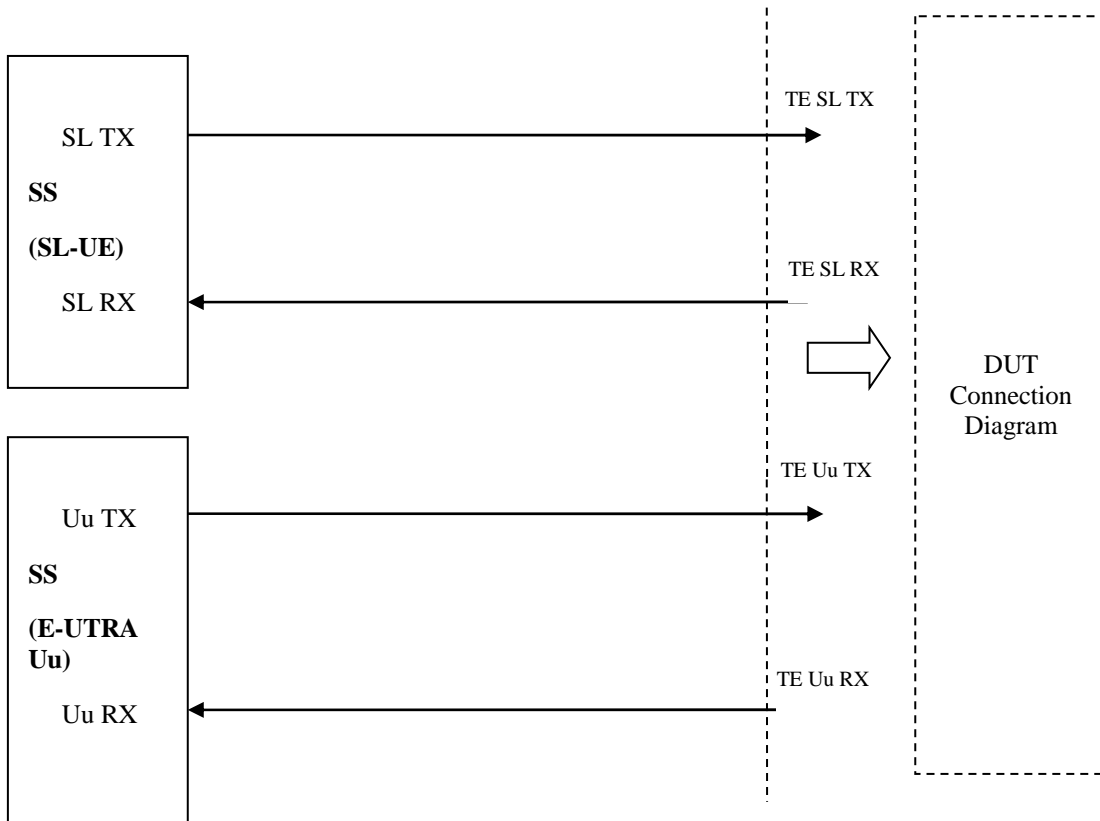 SL TX
SS
(SL-UE)
SL RX
Uu TX
SS
(E-UTRA
Uu)
Uu RX
TE SL TX
TE SL RX
TE Uu TX
TE Uu RX
DUT
Connection
Diagram